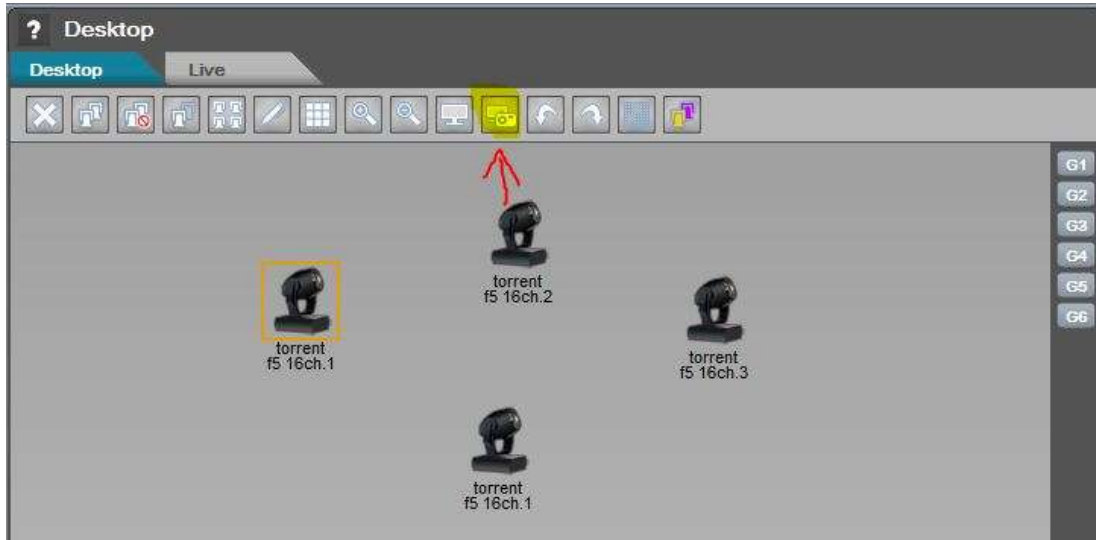 ? Desktop
Desktop
Live
G1
G2
G3
G4
G5
G6
torrent
f5 16ch.2
torrent
f5 16ch.1
torrent
f5 16ch.3
torrent
f5 16ch.1